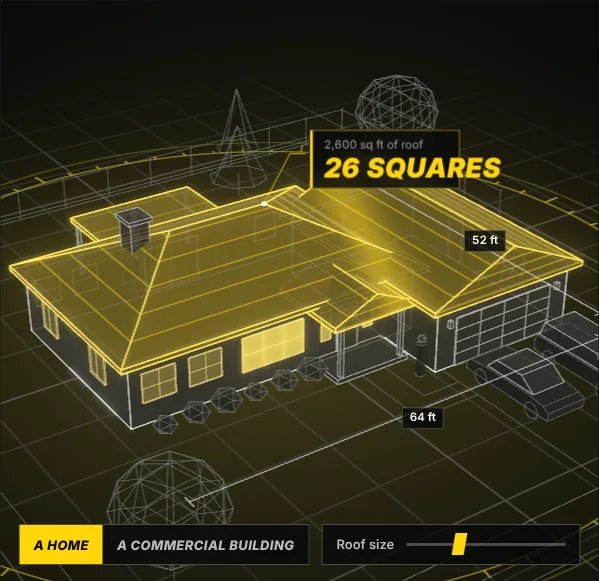 2,600 sq ft of roof
26 SQUARES
52 ft
64 ft
A HOME
A COMMERCIAL BUILDING
Roof size